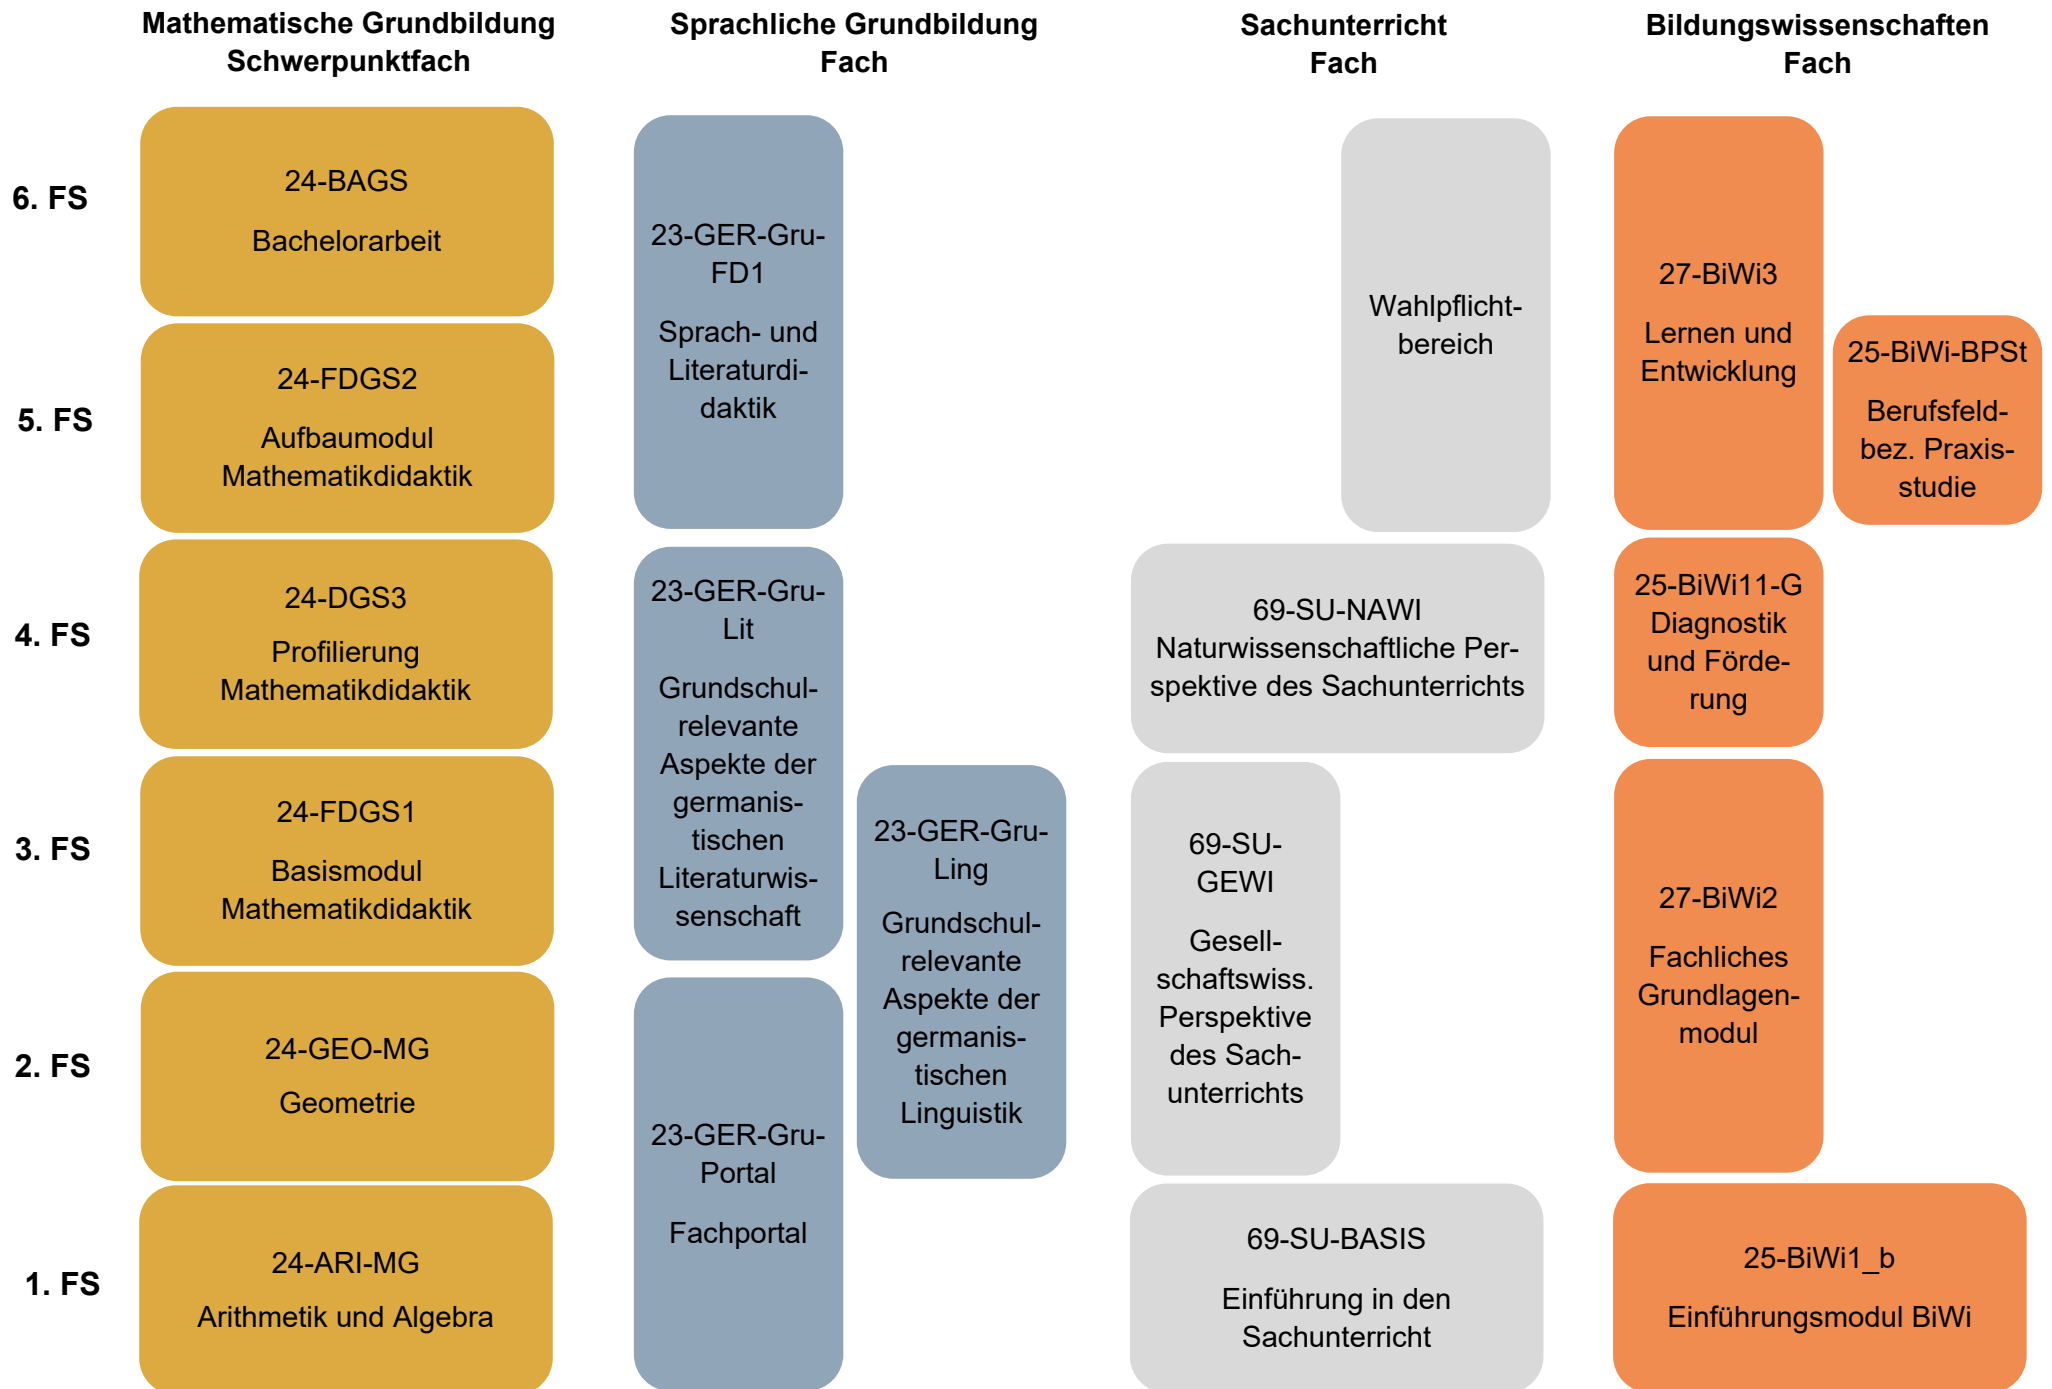 Mathematische Grundbildung
Schwerpunktfach
Sprachliche Grundbildung
Fach
Sachunterricht
Fach
Bildungswissenschaften
Fach
6. FS
5. FS
4. FS
3. FS
2. FS
1. FS
24-BAGS
Bachelorarbeit
24-FDGS2
Aufbaumodul
Mathematikdidaktik
24-DGS3
Profilierung
Mathematikdidaktik
24-FDGS1
Basismodul
Mathematikdidaktik
24-GEO-MG
Geometrie
24-ARI-MG
Arithmetik und Algebra
23-GER-Gru-
FD1
Sprach- und
Literaturdi-
daktik
23-GER-Gru-
Lit
Grundschul-
relevante
Aspekte der
germanis-
tischen
Literaturwis-
senschaft
23-GER-Gru-
Ling
Grundschul-
relevante
Aspekte der
germanis-
tischen
Linguistik
23-GER-Gru-
Portal
Fachportal
Wahlpflicht-
bereich
69-SU-NAWI
Naturwissenschaftliche Per-
spektive des Sachunterrichts
69-SU-
GEWI
Gesell-
schaftswiss.
Perspektive
des Sach-
unterrichts
69-SU-BASIS
Einführung in den
Sachunterricht
27-BiWi3
Lernen und
Entwicklung
25-BiWi-BPSt
Berufsfeld-
bez. Praxis-
studie
25-BiWi11-G
Diagnostik
und Förde-
rung
27-BiWi2
Fachliches
Grundlagen-
modul
25-BiWi1_b
Einführungsmodul BiWi